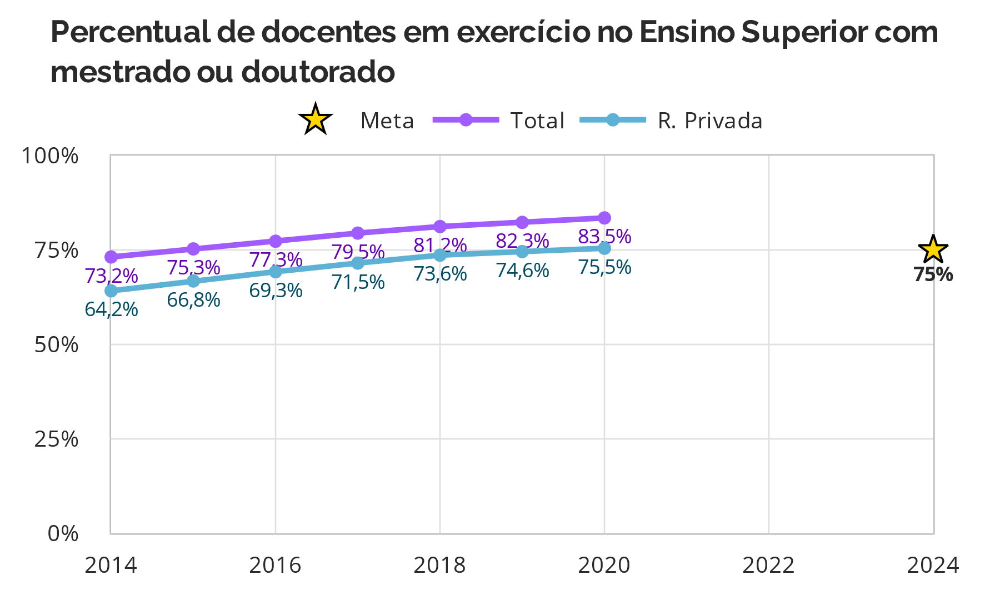 Percentual de docentes em exercício no Ensino Superior com
mestrado ou doutorado
Meta Total R. Privada
100%
75%
50%
25%
0%
73,2% 75,3% 77,3% 79,5% 81,2% 82,3% 83,5%
64,2% 66,8% 69,3% 71,5% 73,6% 74,6% 75,5%
75%
2014 2016 2018 2020 2022 2024